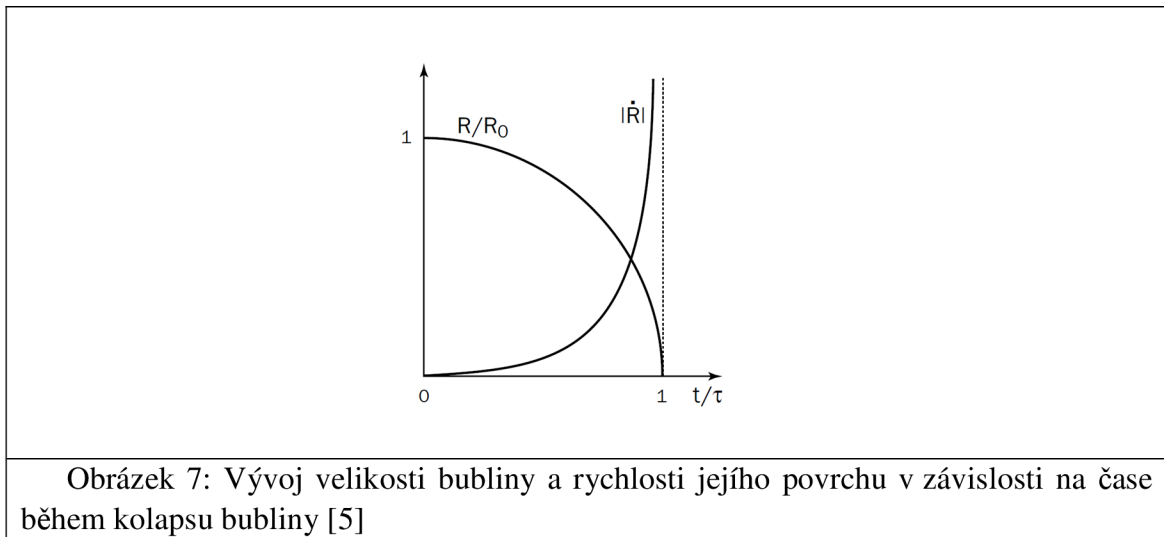 |Ṙ|
R/R₀
1
0
1
t/τ
Obrázek 7: Vývoj velikosti bubliny a rychlosti jejího povrchu v závislosti na čase
během kolapsu bubliny [5]